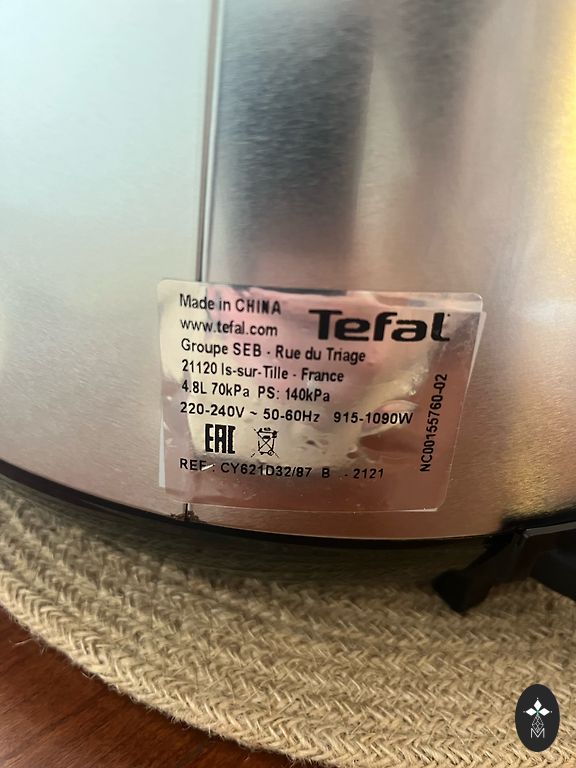 Made in CHINA
Tefal
www.tefal.com
Groupe SEB - Rue du Triage
21120 Is-sur-Tille - France
4.8L 70kPa PS: 140kPa
220-240V ~ 50-60Hz 915-1090W
EAC
REF : CY621D32/87 B - 2121
NC00155760-02
M